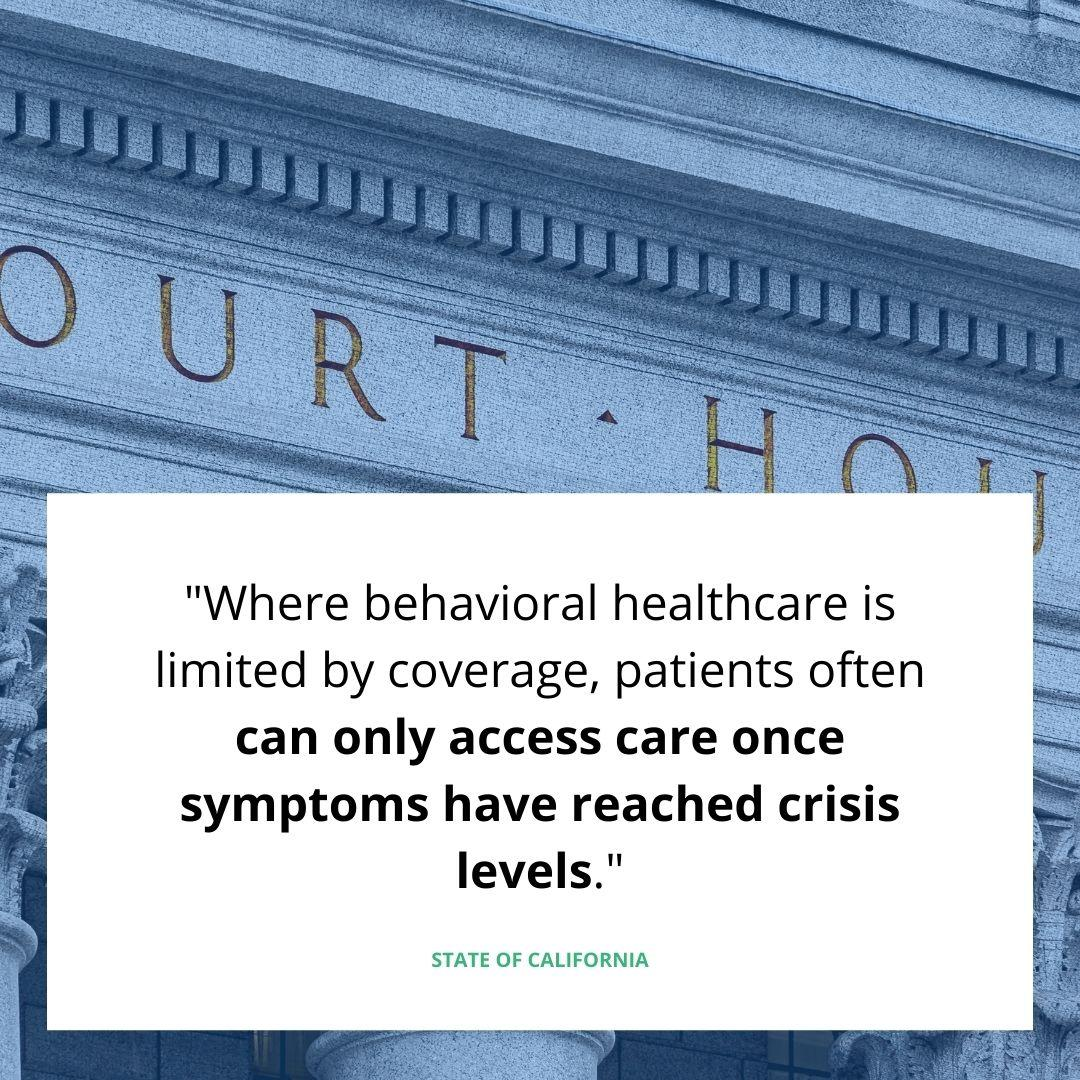 OURT ▴ HOU
"Where behavioral healthcare is
limited by coverage, patients often
can only access care once
symptoms have reached crisis
levels."
STATE OF CALIFORNIA